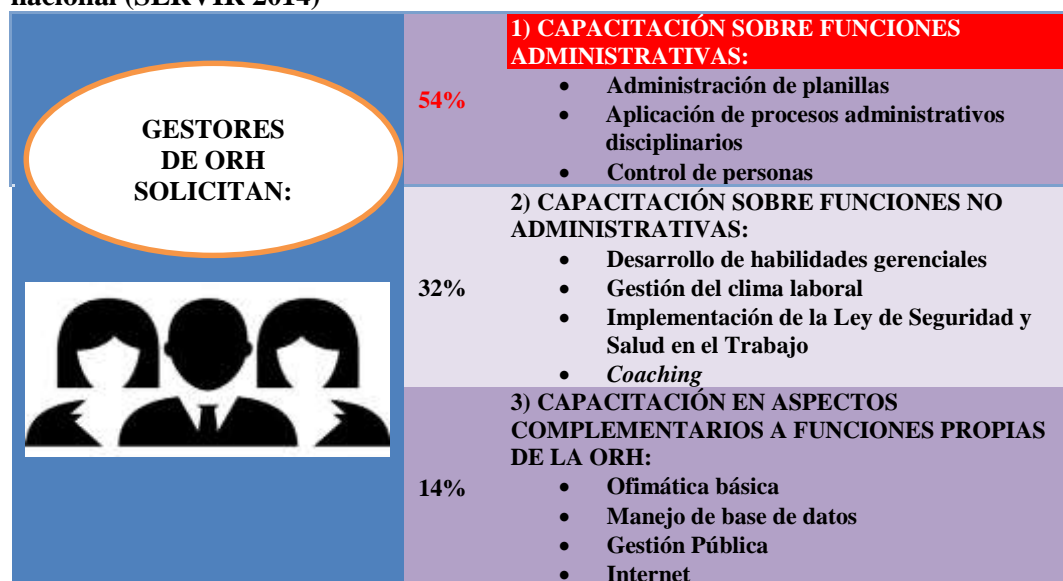 nacional (SERVIR 2014)
GESTORES
DE ORH
SOLICITAN:
54%
1) CAPACITACIÓN SOBRE FUNCIONES
ADMINISTRATIVAS:
• Administración de planillas
• Aplicación de procesos administrativos
disciplinarios
• Control de personas
32%
2) CAPACITACIÓN SOBRE FUNCIONES NO
ADMINISTRATIVAS:
• Desarrollo de habilidades gerenciales
• Gestión del clima laboral
• Implementación de la Ley de Seguridad y
Salud en el Trabajo
• Coaching
14%
3) CAPACITACIÓN EN ASPECTOS
COMPLEMENTARIOS A FUNCIONES PROPIAS
DE LA ORH:
• Ofimática básica
• Manejo de base de datos
• Gestión Pública
• Internet